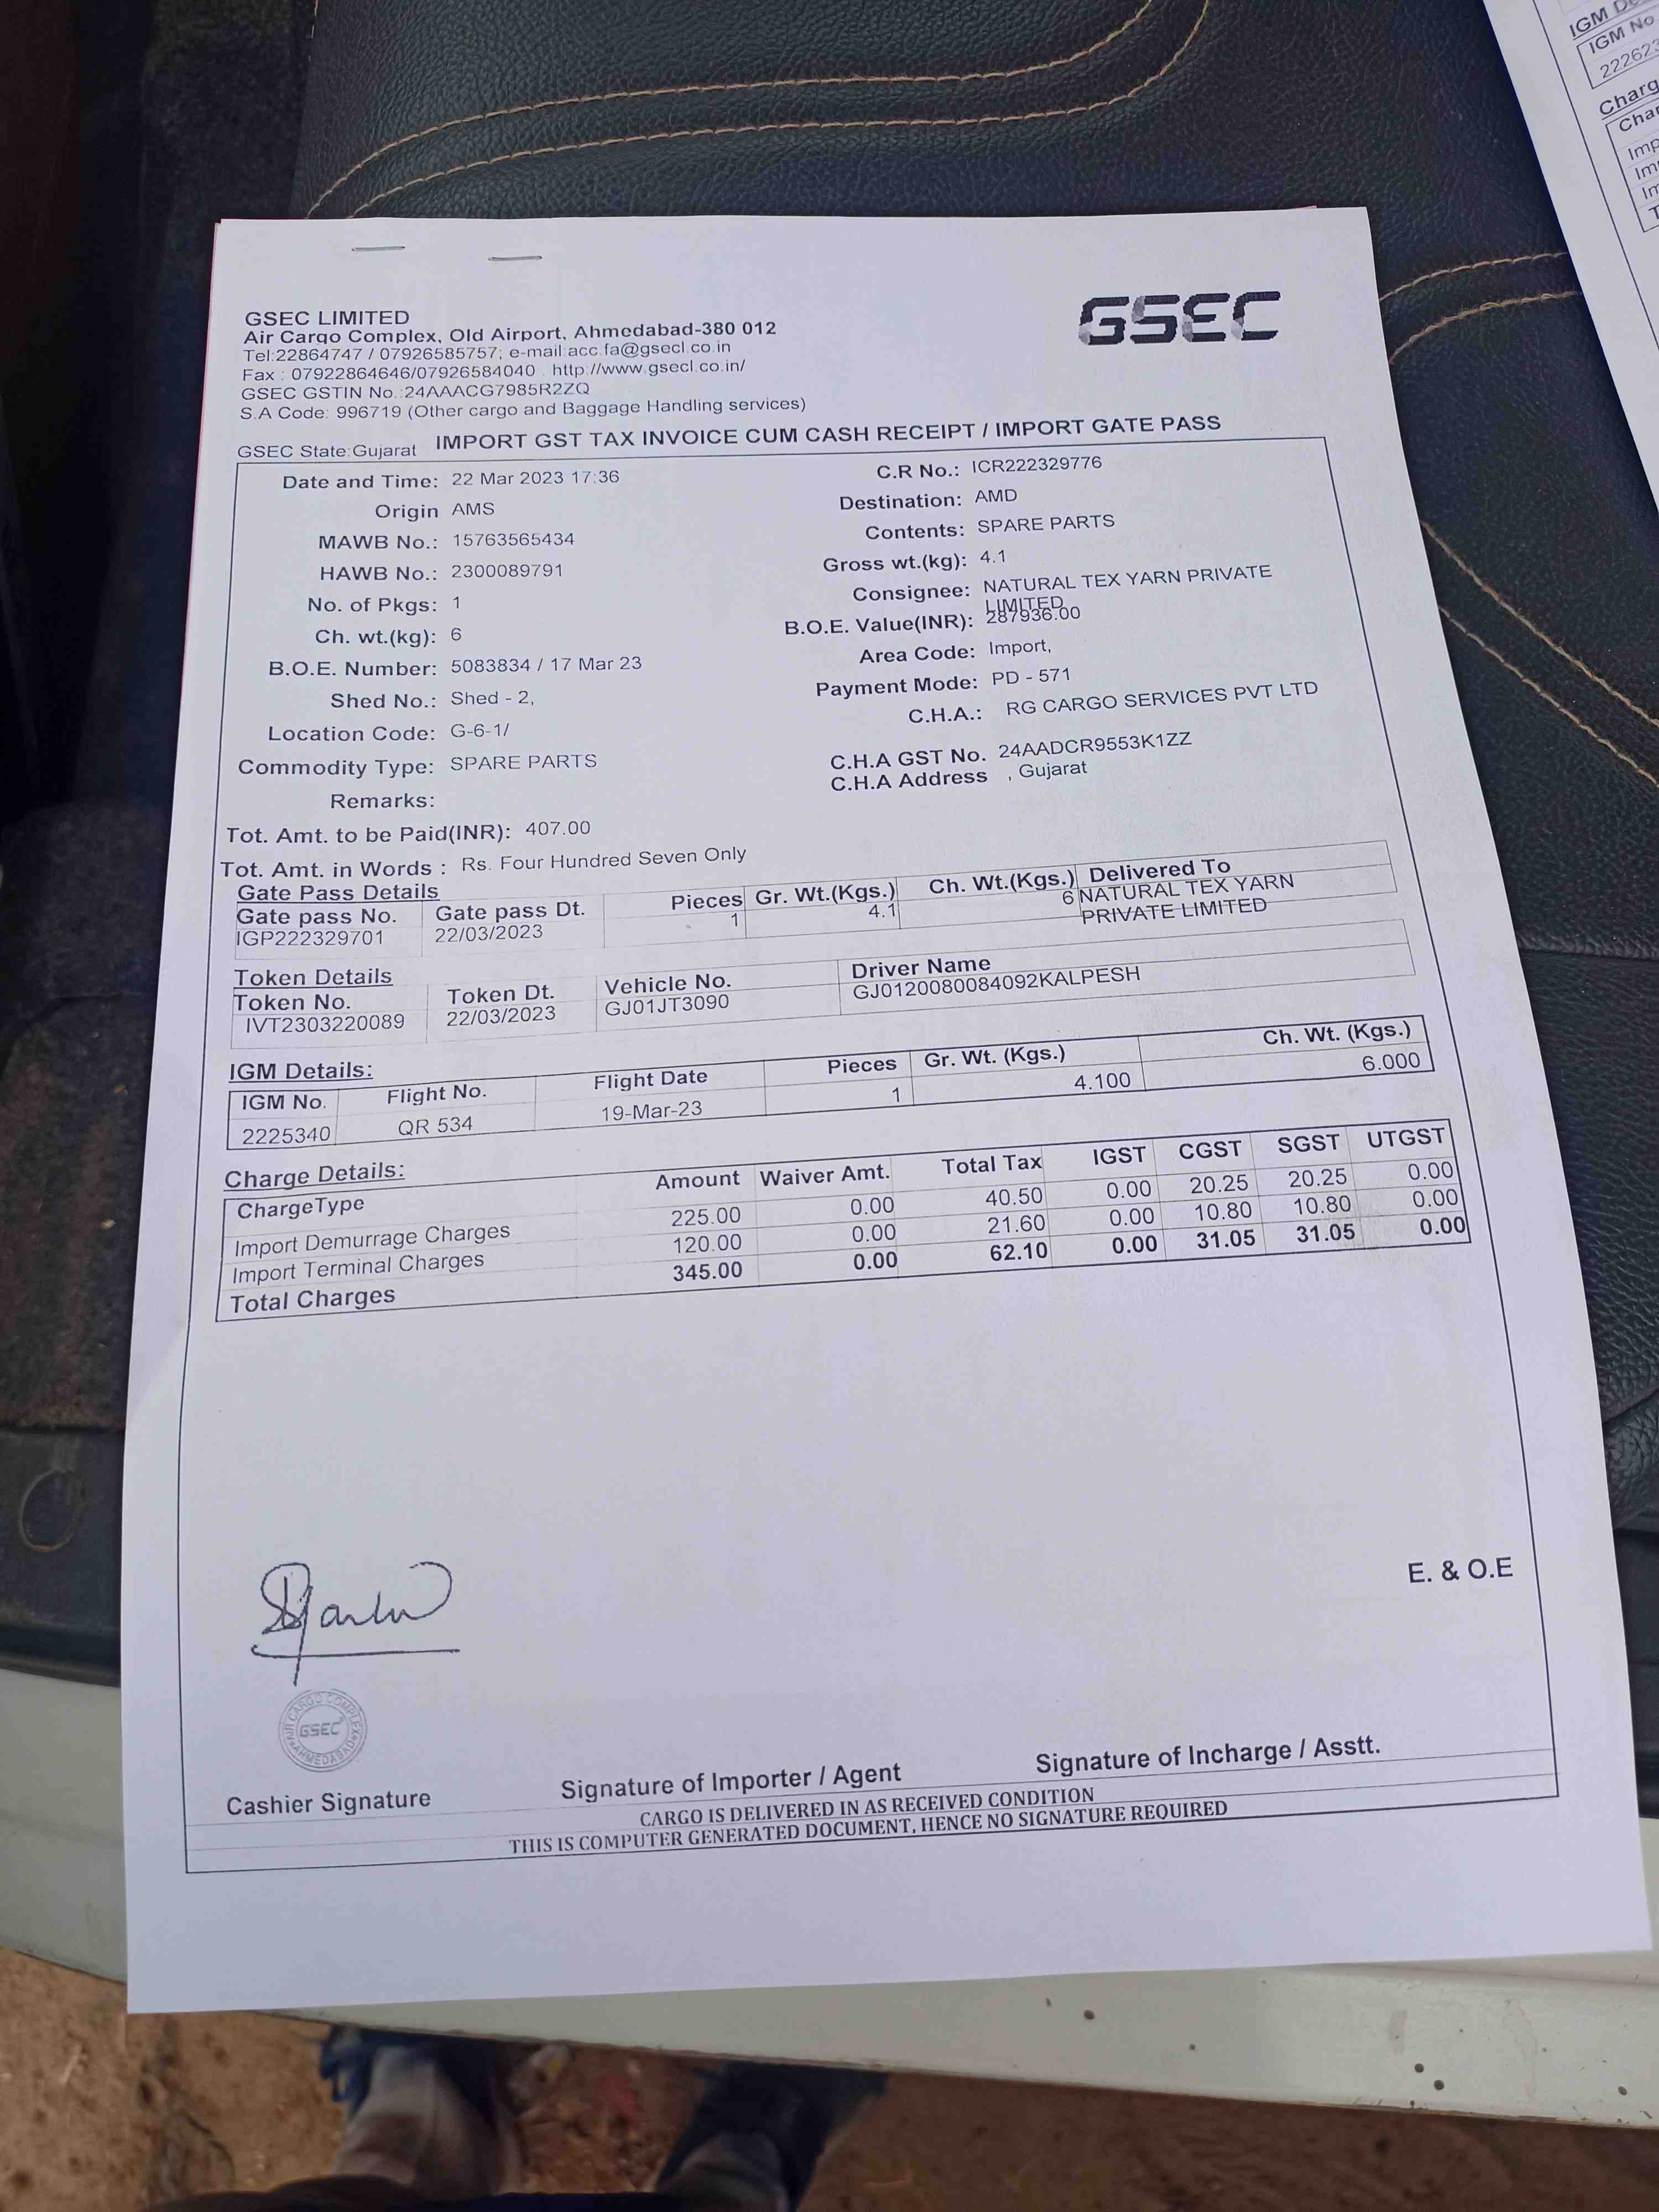 GSEC LIMITED
Air Cargo Complex, Old Airport, Ahmedabad-380 012
Tel:22864747 / 07926585757; e-mail:acc.fa@gsecl.co.in
Fax : 07922864646/07926584040 . http://www.gsecl.co.in/
GSEC GSTIN No.:24AAACG7985R2ZQ
S.A Code: 996719 (Other cargo and Baggage Handling services)
GSEC
GSEC State:Gujarat IMPORT GST TAX INVOICE CUM CASH RECEIPT / IMPORT GATE PASS
Date and Time: 22 Mar 2023 17:36 C.R No.: ICR222329776
Origin AMS Destination: AMD
MAWB No.: 15763565434 Contents: SPARE PARTS
HAWB No.: 2300089791 Gross wt.(kg): 4.1
No. of Pkgs: 1 Consignee: NATURAL TEX YARN PRIVATE
LIMITED
Ch. wt.(kg): 6 B.O.E. Value(INR): 287936.00
B.O.E. Number: 5083834 / 17 Mar 23 Area Code: Import,
Shed No.: Shed - 2, Payment Mode: PD - 571
Location Code: G-6-1/ C.H.A.: RG CARGO SERVICES PVT LTD
Commodity Type: SPARE PARTS C.H.A GST No. 24AADCR9553K1ZZ
Remarks: C.H.A Address , Gujarat
Tot. Amt. to be Paid(INR): 407.00
Tot. Amt. in Words : Rs. Four Hundred Seven Only
Gate Pass Details
Gate pass No. Gate pass Dt. Pieces Gr. Wt.(Kgs.) Ch. Wt.(Kgs.) Delivered To
IGP222329701 22/03/2023 1 4.1 6 NATURAL TEX YARN
PRIVATE LIMITED
Token Details
Token No. Token Dt. Vehicle No. Driver Name
IVT2303220089 22/03/2023 GJ01JT3090 GJ0120080084092KALPESH
IGM Details:
IGM No. Flight No. Flight Date Pieces Gr. Wt. (Kgs.) Ch. Wt. (Kgs.)
2225340 QR 534 19-Mar-23 1 4.100 6.000
Charge Details:
ChargeType Amount Waiver Amt. Total Tax IGST CGST SGST UTGST
Import Demurrage Charges 225.00 0.00 40.50 0.00 20.25 20.25 0.00
Import Terminal Charges 120.00 0.00 21.60 0.00 10.80 10.80 0.00
Total Charges 345.00 0.00 62.10 0.00 31.05 31.05 0.00
E. & O.E
AIR CARGO COMPLEX
GSEC
AHMEDABAD
Cashier Signature Signature of Importer / Agent Signature of Incharge / Asstt.
CARGO IS DELIVERED IN AS RECEIVED CONDITION
THIS IS COMPUTER GENERATED DOCUMENT, HENCE NO SIGNATURE REQUIRED
IGM No
222623
Charg
Char